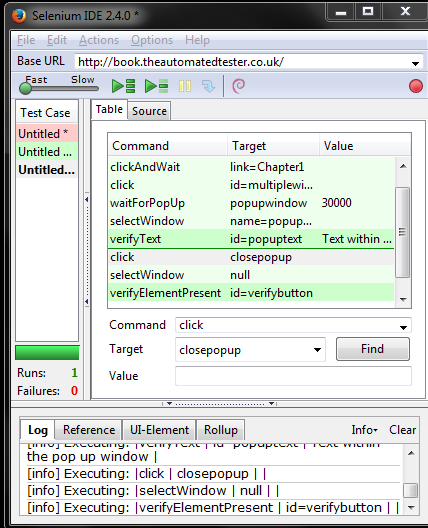 Selenium IDE 2.4.0 *
File Edit Actions Options Help
Base URL http://book.theautomatedtester.co.uk/
Fast Slow
Test Case
Untitled *
Untitled ...
Untitled...
Table Source
Command Target Value
clickAndWait link=Chapter1
click id=multiplewi...
waitForPopUp popupwindow 30000
selectWindow name=popup...
verifyText id=popuptext Text within ...
click closepopup
selectWindow null
verifyElementPresent id=verifybutton
Command click
Target closepopup Find
Value
Runs: 1
Failures: 0
Log Reference UI-Element Rollup Info Clear
[info] Executing: |verifyText | id=popuptext | Text within
the pop up window |
[info] Executing: |click | closepopup | |
[info] Executing: |selectWindow | null | |
[info] Executing: |verifyElementPresent | id=verifybutton | |